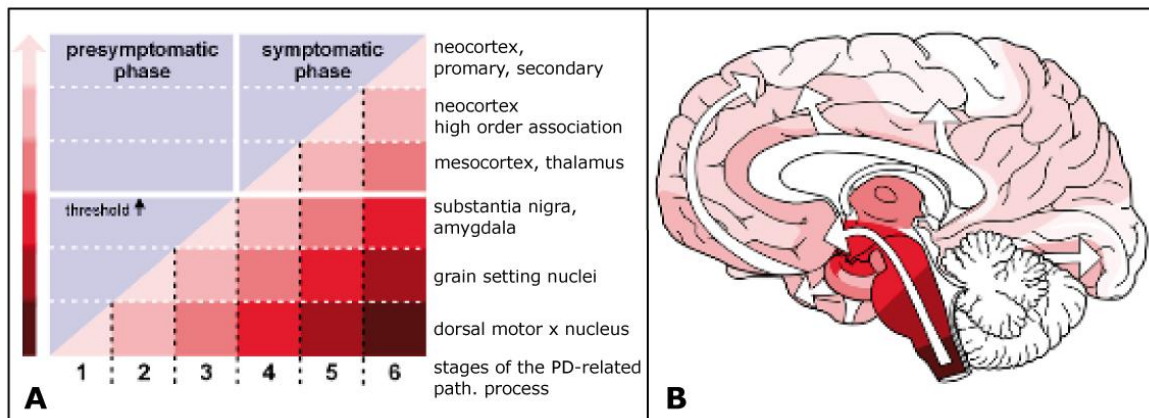 presymptomatic
phase
symptomatic
phase
neocortex,
promary, secondary
neocortex
high order association
mesocortex, thalamus
threshold
substantia nigra,
amygdala
grain setting nuclei
dorsal motor x nucleus
1 2 3 4 5 6
stages of the PD-related
path. process
A
B